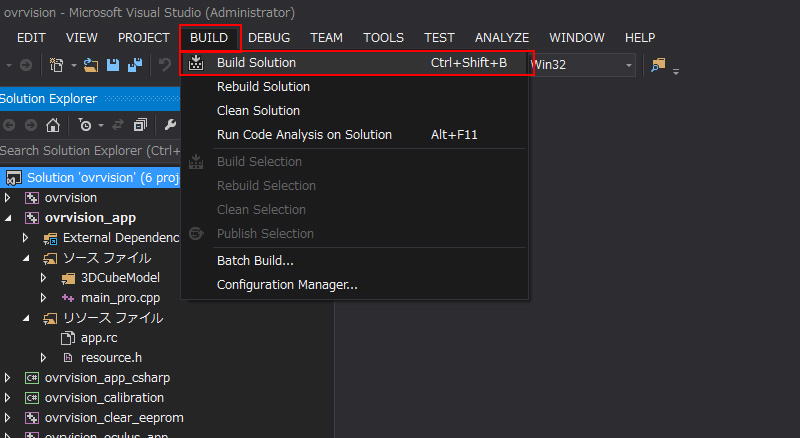 ovrvision - Microsoft Visual Studio (Administrator)
EDIT VIEW PROJECT BUILD DEBUG TEAM TOOLS TEST ANALYZE WINDOW HELP
Build Solution Ctrl+Shift+B
Win32
Rebuild Solution
Clean Solution
Run Code Analysis on Solution Alt+F11
Build Selection
Rebuild Selection
Clean Selection
Publish Selection
Batch Build...
Configuration Manager...
Solution Explorer
Search Solution Explorer (Ctrl+
Solution 'ovrvision' (6 proj
ovrvision
ovrvision_app
External Dependenc
ソース ファイル
3DCubeModel
main_pro.cpp
リソース ファイル
app.rc
resource.h
ovrvision_app_csharp
ovrvision_calibration
ovrvision_clear_eeprom
ovrvision_oculus_app